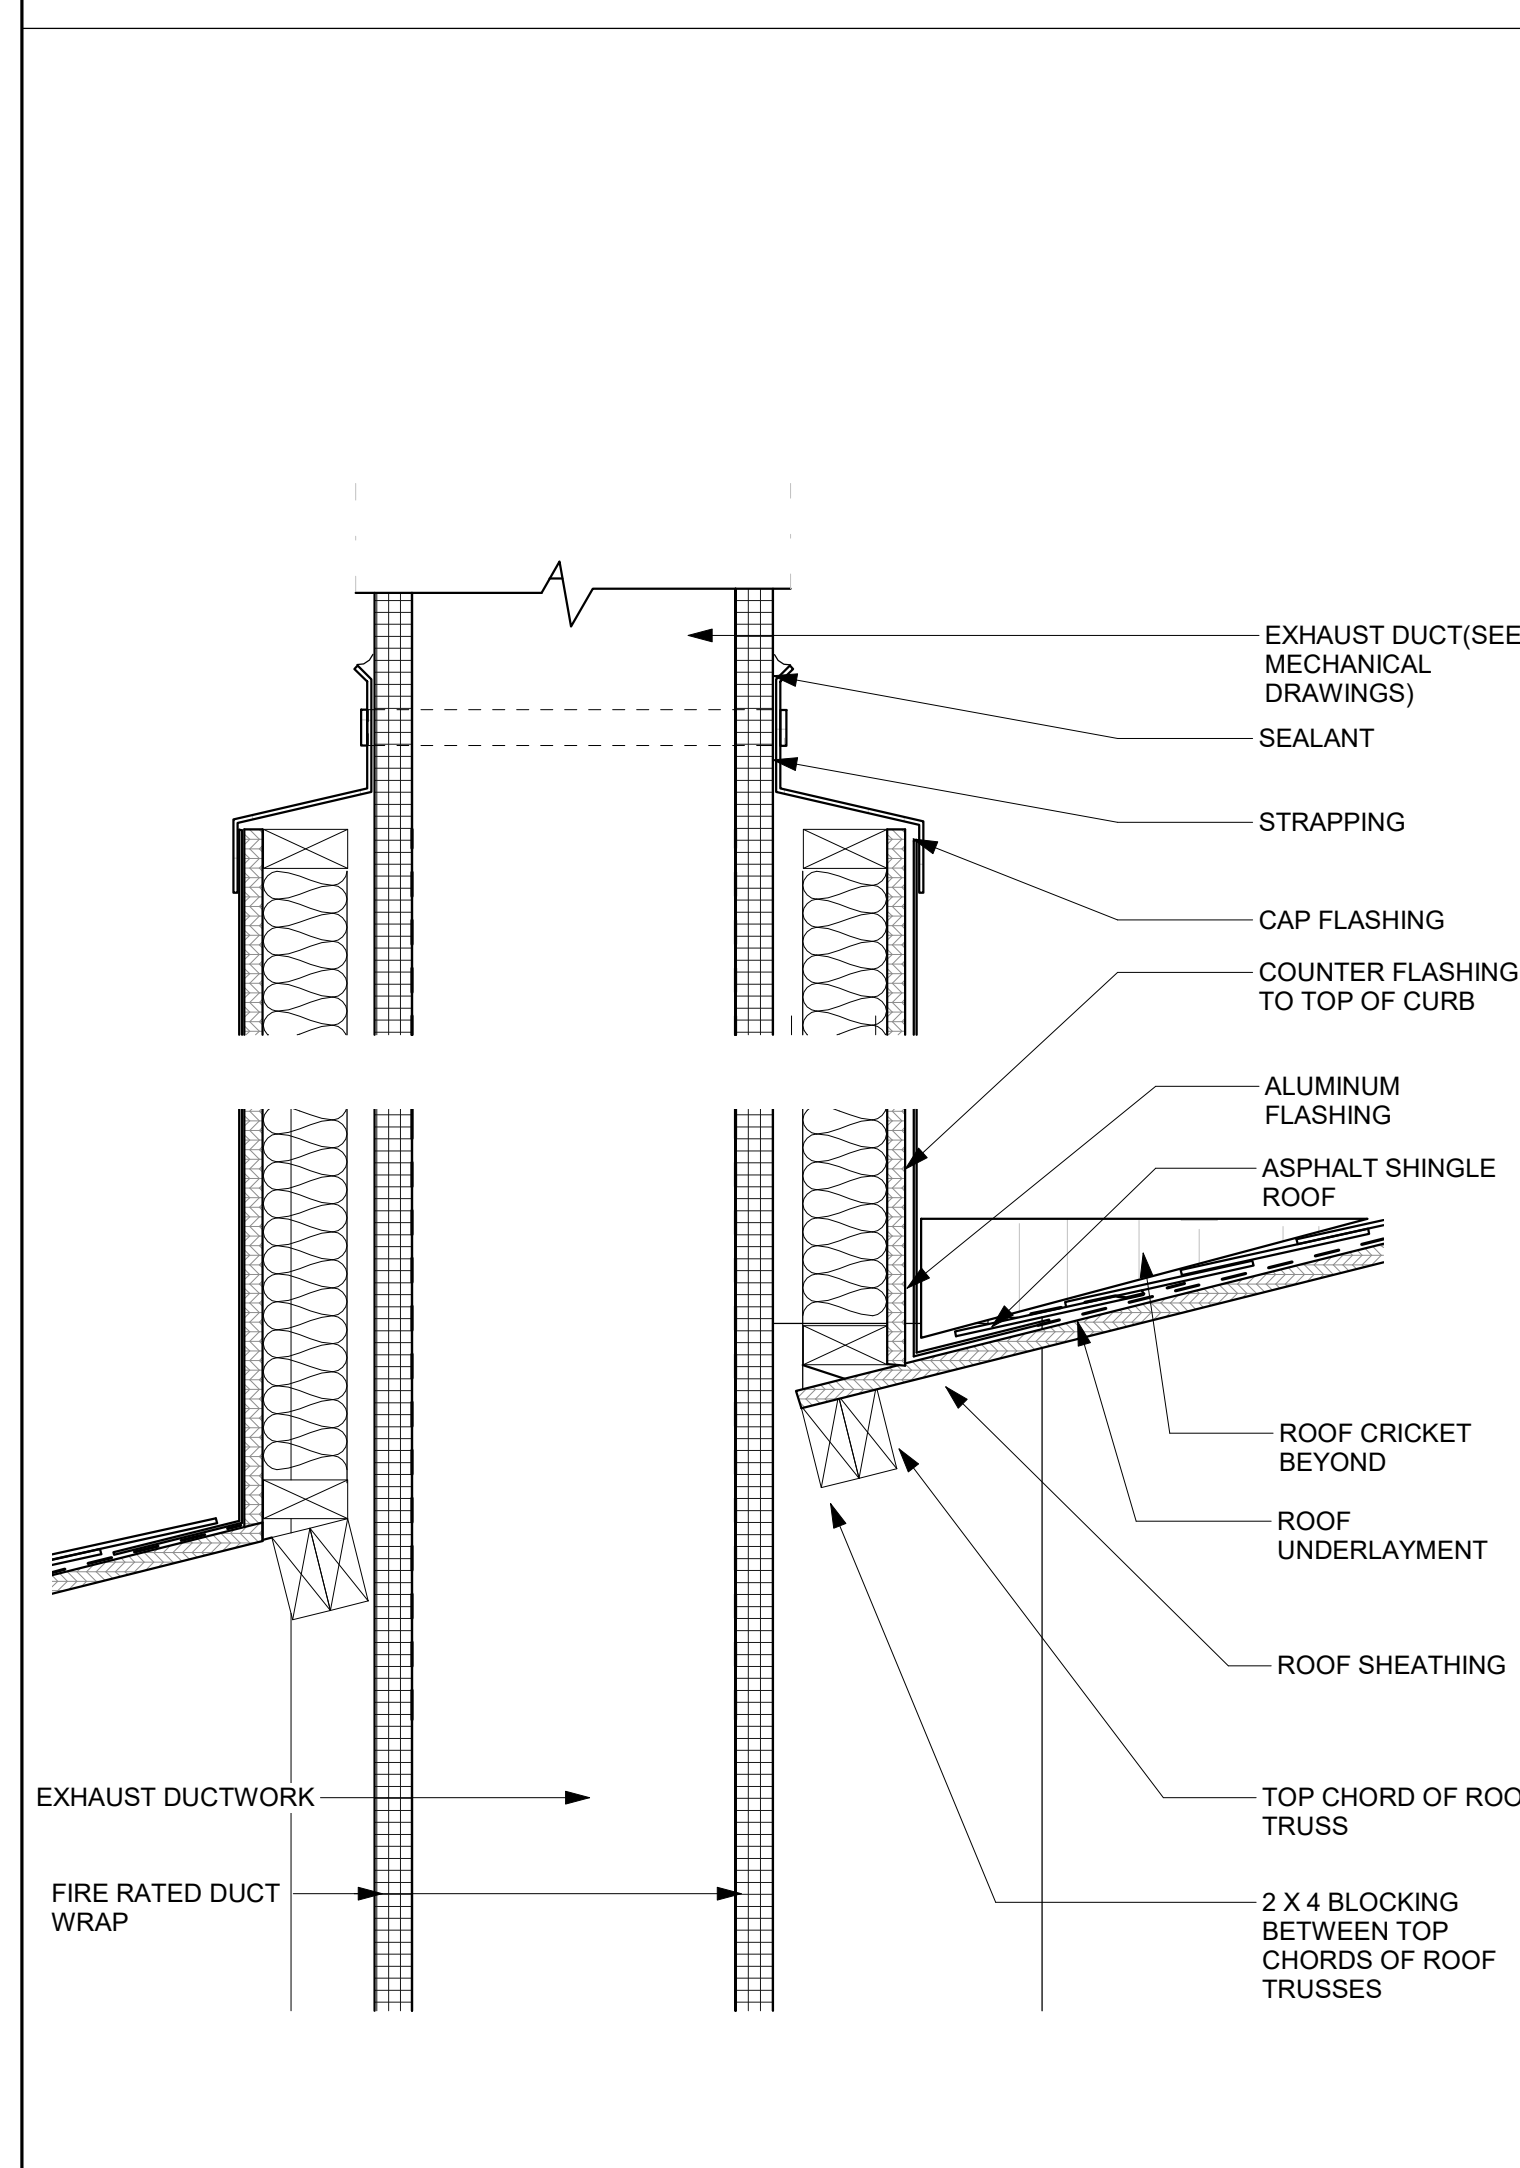 EXHAUST DUCT(SEE
MECHANICAL
DRAWINGS)
SEALANT
STRAPPING
CAP FLASHING
COUNTER FLASHING
TO TOP OF CURB
ALUMINUM
FLASHING
ASPHALT SHINGLE
ROOF
ROOF CRICKET
BEYOND
ROOF
UNDERLAYMENT
ROOF SHEATHING
EXHAUST DUCTWORK
TOP CHORD OF ROO
TRUSS
FIRE RATED DUCT
WRAP
2 X 4 BLOCKING
BETWEEN TOP
CHORDS OF ROOF
TRUSSES